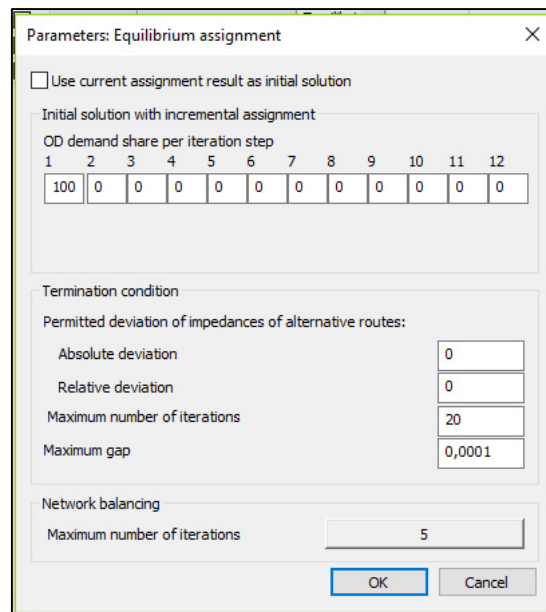 Parameters: Equilibrium assignment
Use current assignment result as initial solution
Initial solution with incremental assignment
OD demand share per iteration step
1 2 3 4 5 6 7 8 9 10 11 12
100 0 0 0 0 0 0 0 0 0 0 0
Termination condition
Permitted deviation of impedances of alternative routes:
Absolute deviation 0
Relative deviation 0
Maximum number of iterations 20
Maximum gap 0,0001
Network balancing
Maximum number of iterations 5
OK Cancel